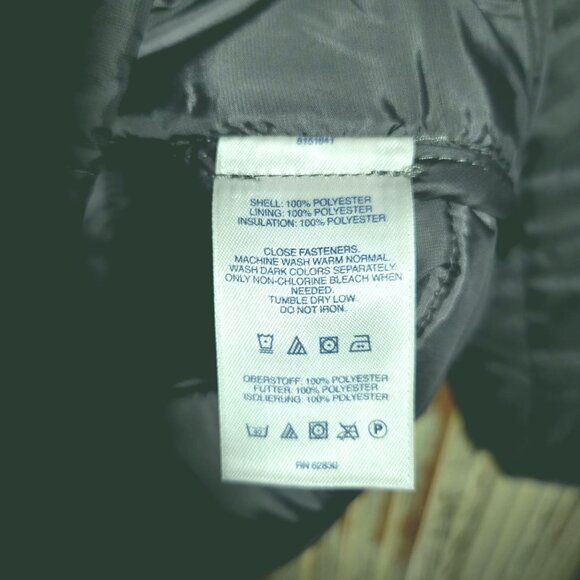 SHELL: 100% POLYESTER
LINING: 100% POLYESTER
INSULATION: 100% POLYESTER
CLOSE FASTENERS.
MACHINE WASH WARM NORMAL.
WASH DARK COLORS SEPARATELY.
ONLY NON-CHLORINE BLEACH WHEN
NEEDED.
TUMBLE DRY LOW.
DO NOT IRON.
OBERSTOFF: 100% POLYESTER
FUTTER: 100% POLYESTER
ISOLIERUNG: 100% POLYESTER
P
RN 62830